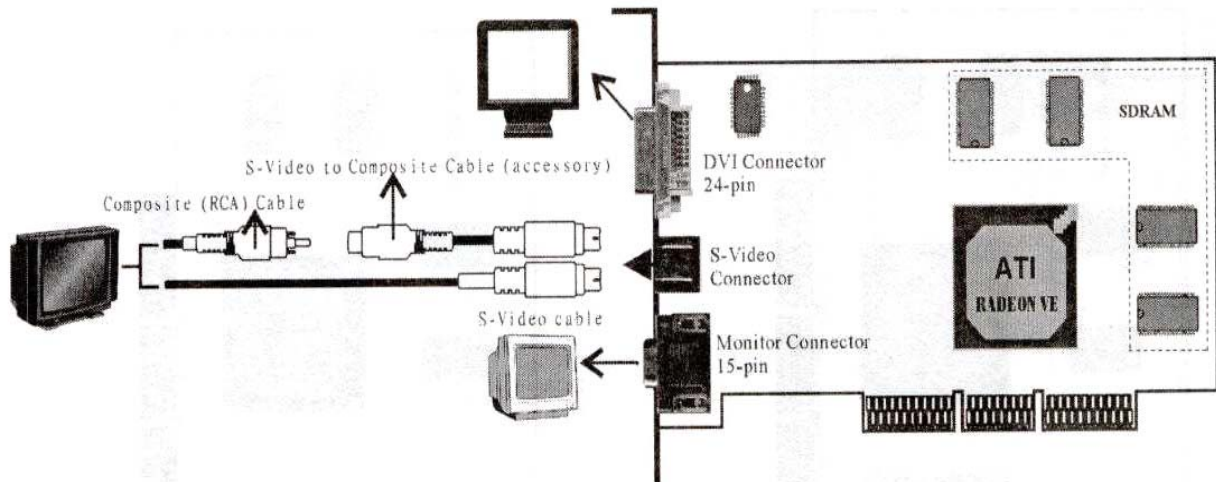 SDRAM
DVI Connector
24-pin
S-Video to Composite Cable (accessory)
Composite (RCA) Cable
S-Video
Connector
ATI
RADEON VE
S-Video cable
Monitor Connector
15-pin